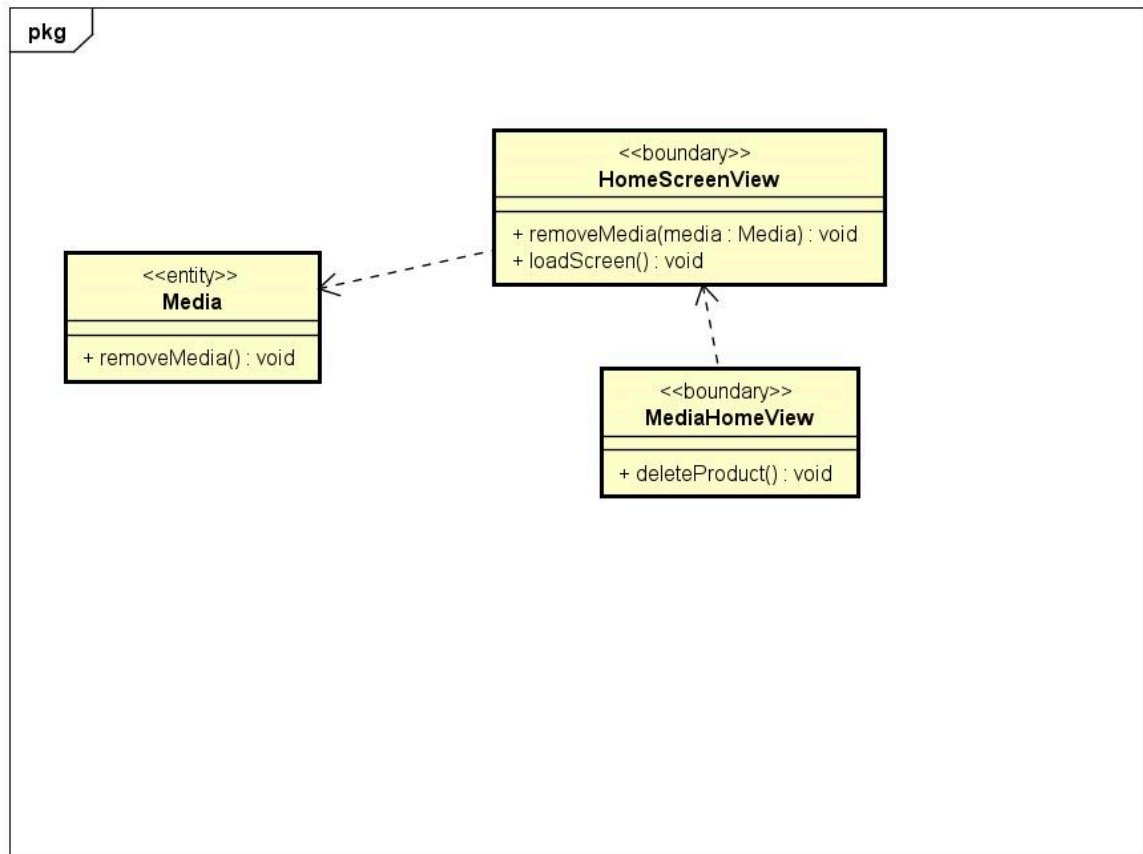 pkg
<<boundary>>
HomeScreenView
+ removeMedia(media : Media) : void
+ loadScreen() : void
<<entity>>
Media
+ removeMedia() : void
<<boundary>>
MediaHomeView
+ deleteProduct() : void